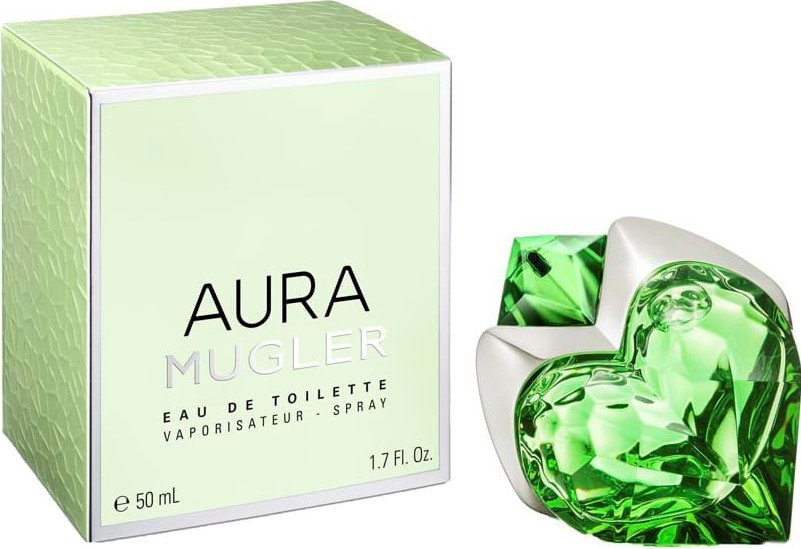 AURA
MUGLER
EAU DE TOILETTE
VAPORISATEUR - SPRAY
1.7 Fl. Oz.
℮ 50 mL